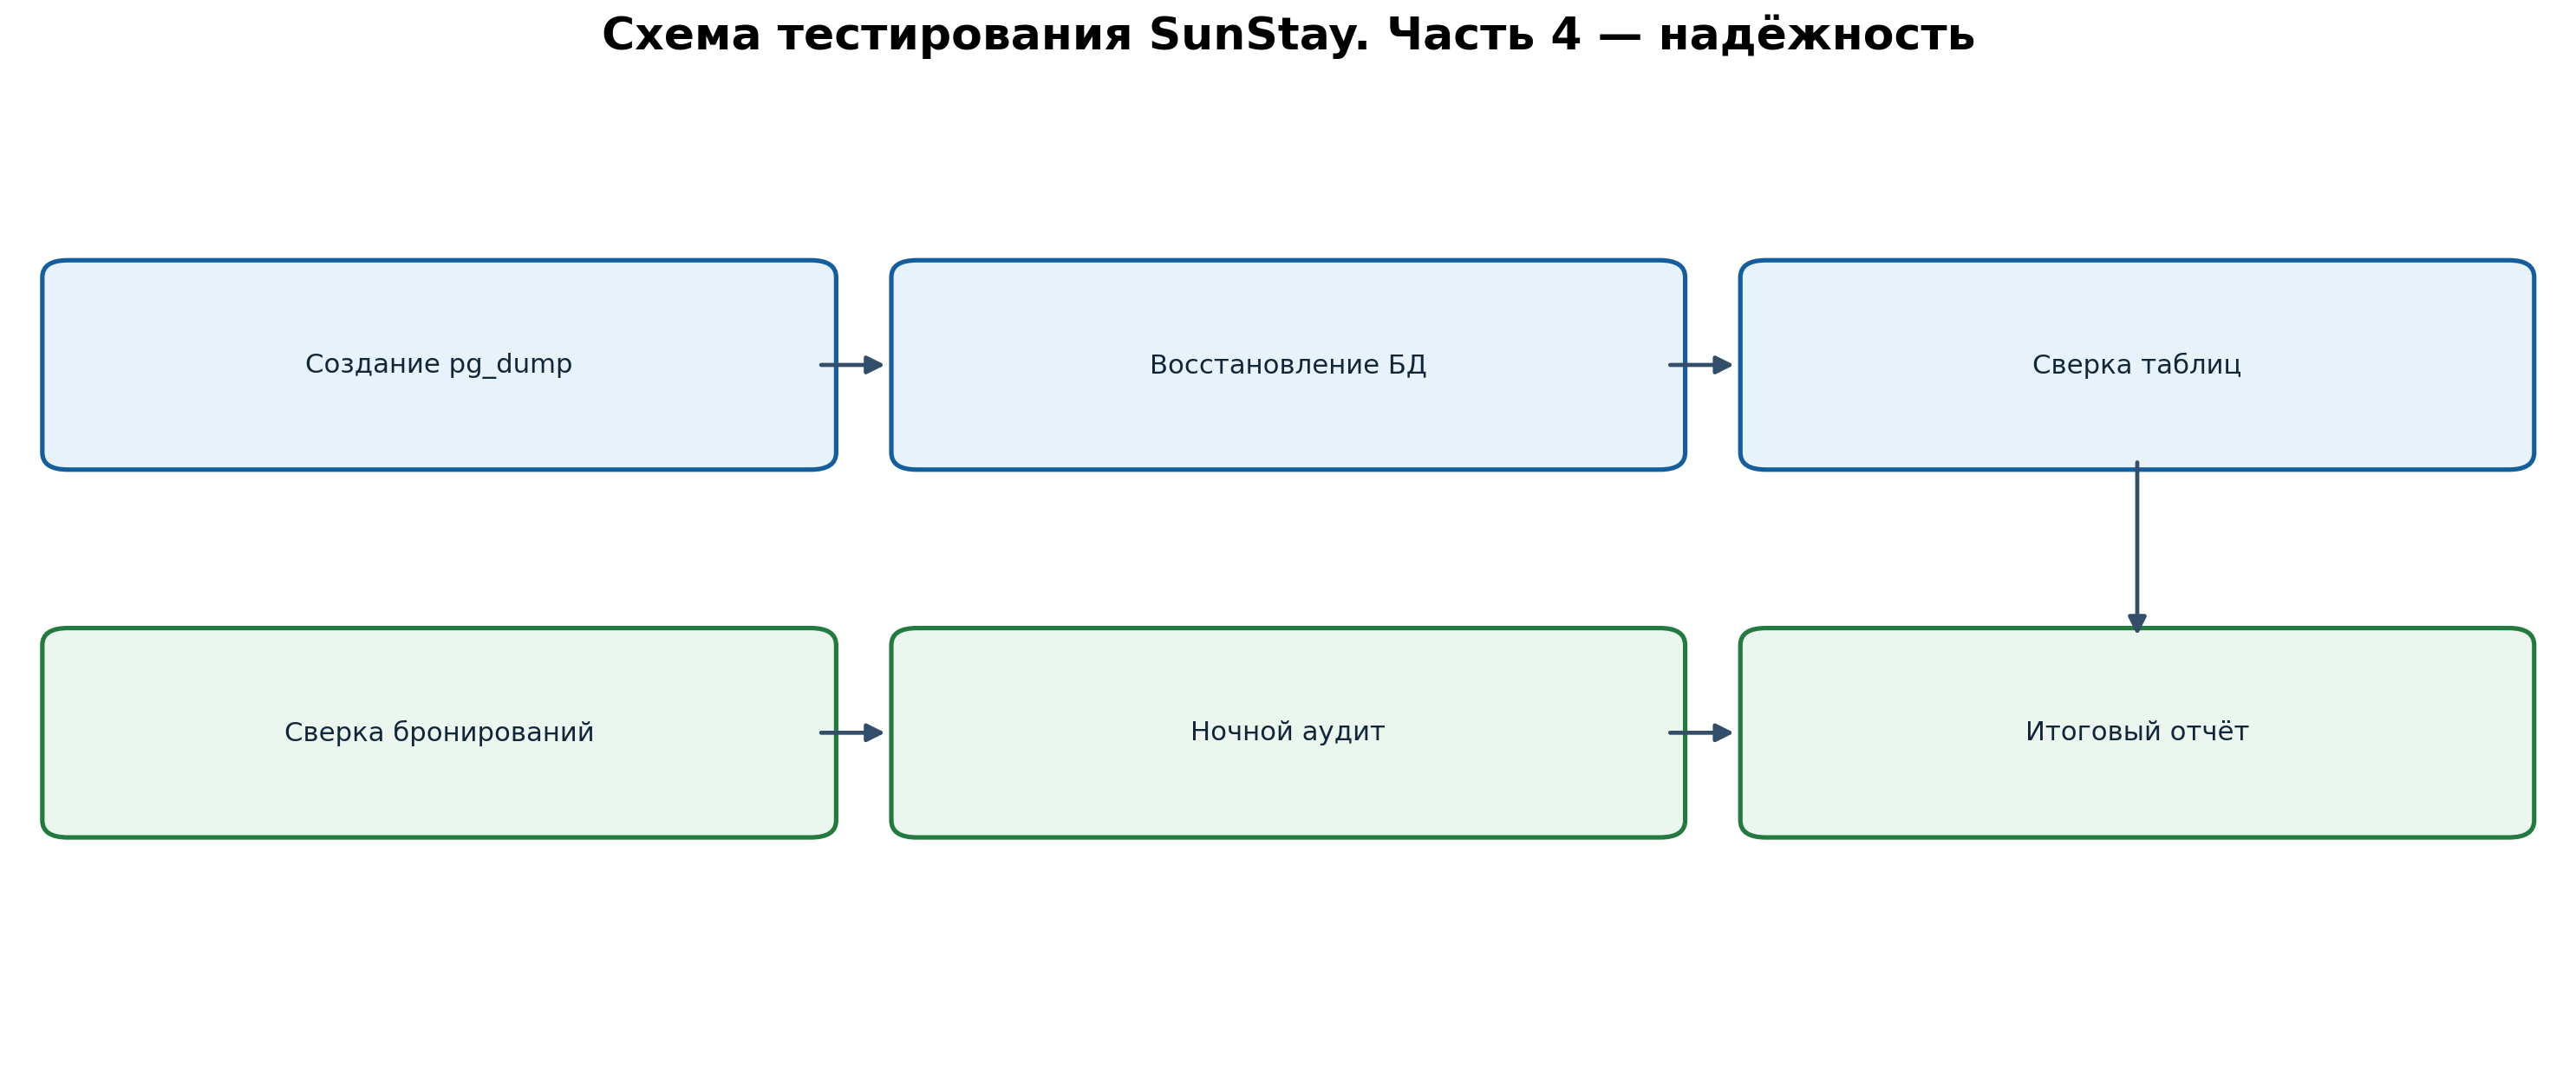 Схема тестирования SunStay. Часть 4 — надёжность
Создание pg_dump
Восстановление БД
Сверка таблиц
Сверка бронирований
Ночной аудит
Итоговый отчёт